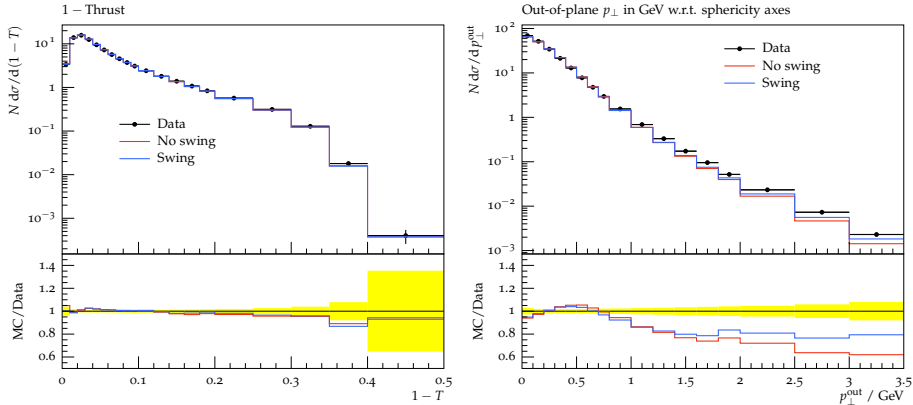 1 − Thrust
N dσ/d(1 − T)
10^1
1
10^−1
10^−2
10^−3
Data
No swing
Swing
MC/Data
1.4
1.2
1
0.8
0.6
0 0.1 0.2 0.3 0.4 0.5
1 − T
Out-of-plane p⊥ in GeV w.r.t. sphericity axes
N dσ/d p⊥^out
10^2
10^1
1
10^−1
10^−2
10^−3
Data
No swing
Swing
MC/Data
1.4
1.2
1
0.8
0.6
0 0.5 1 1.5 2 2.5 3 3.5
p⊥^out / GeV